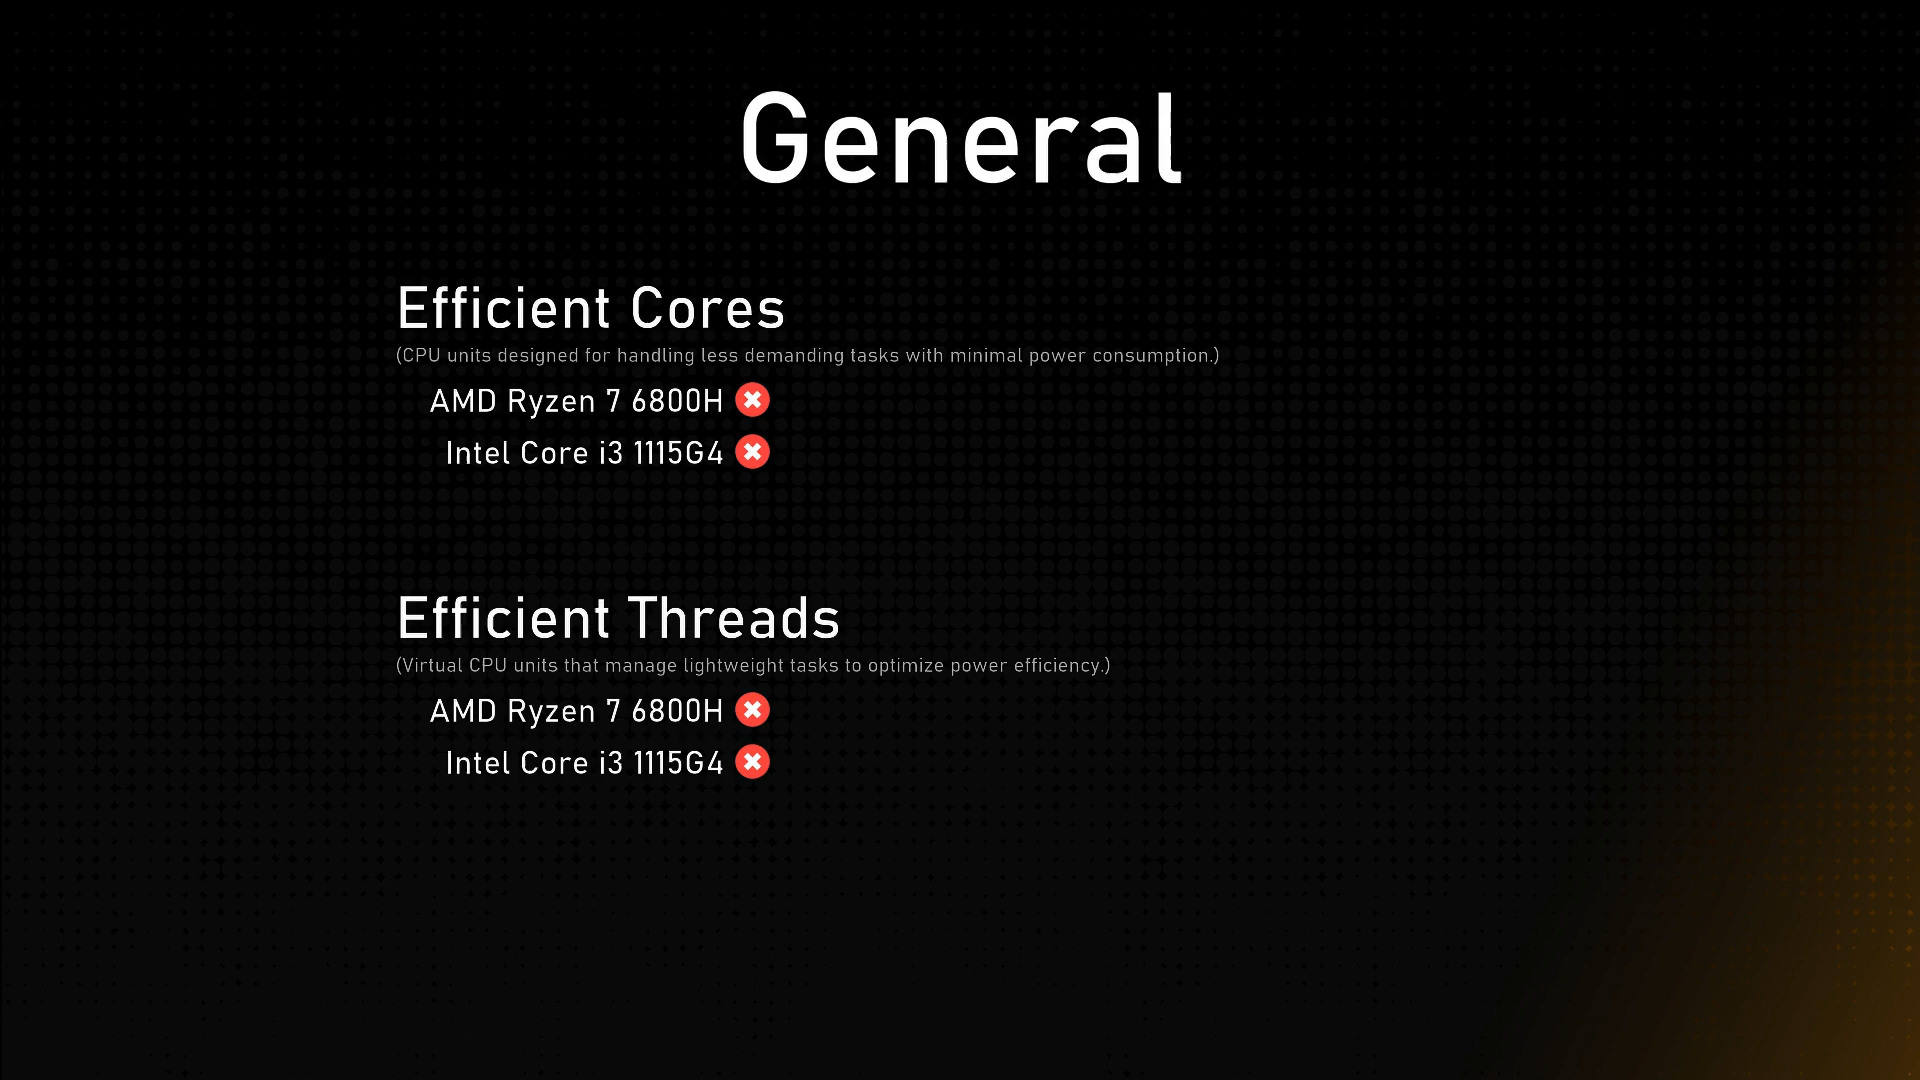 General
Efficient Cores
(CPU units designed for handling less demanding tasks with minimal power consumption.)
AMD Ryzen 7 6800H
Intel Core i3 1115G4
Efficient Threads
(Virtual CPU units that manage lightweight tasks to optimize power efficiency.)
AMD Ryzen 7 6800H
Intel Core i3 1115G4